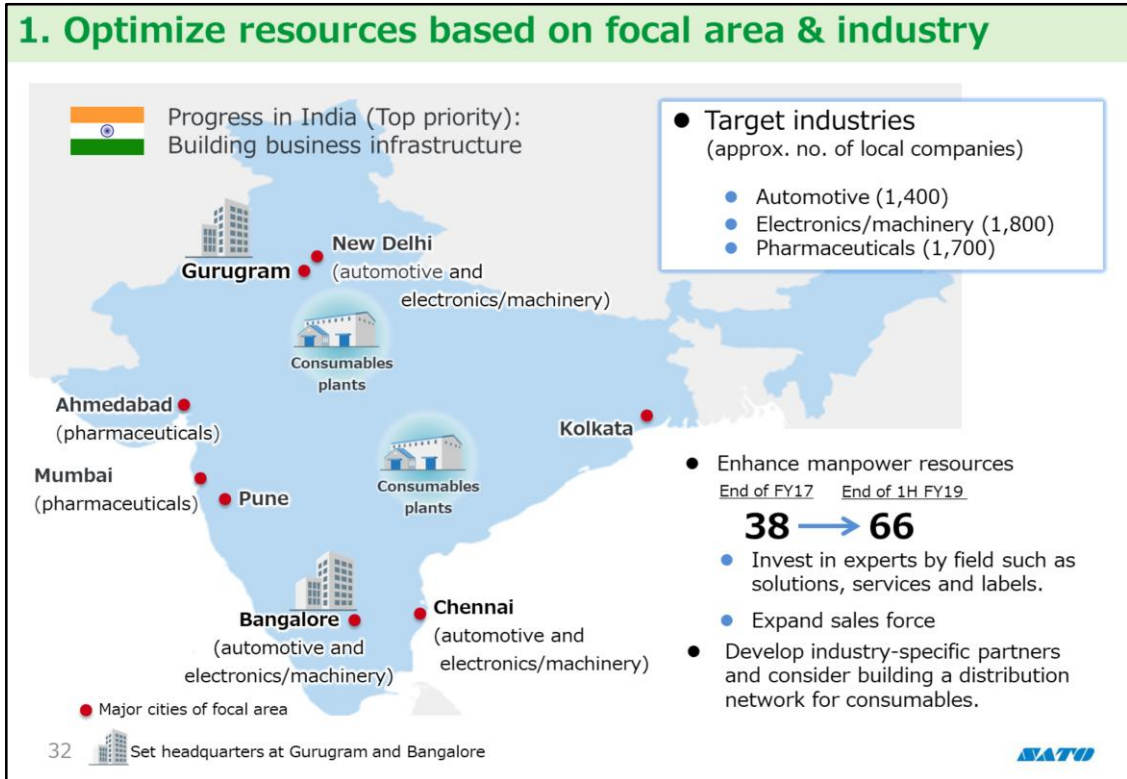 1. Optimize resources based on focal area & industry
Progress in India (Top priority):
Building business infrastructure
● Target industries
(approx. no. of local companies)
● Automotive (1,400)
● Electronics/machinery (1,800)
● Pharmaceuticals (1,700)
New Delhi
Gurugram
(automotive and
electronics/machinery)
Consumables
plants
Ahmedabad
(pharmaceuticals)
Kolkata
Mumbai
(pharmaceuticals)
Pune
Consumables
plants
● Enhance manpower resources
End of FY17 End of 1H FY19
38 → 66
● Invest in experts by field such as
solutions, services and labels.
● Expand sales force
● Develop industry-specific partners
and consider building a distribution
network for consumables.
Bangalore
(automotive and
electronics/machinery)
Chennai
(automotive and
electronics/machinery)
● Major cities of focal area
32 Set headquarters at Gurugram and Bangalore
SATO